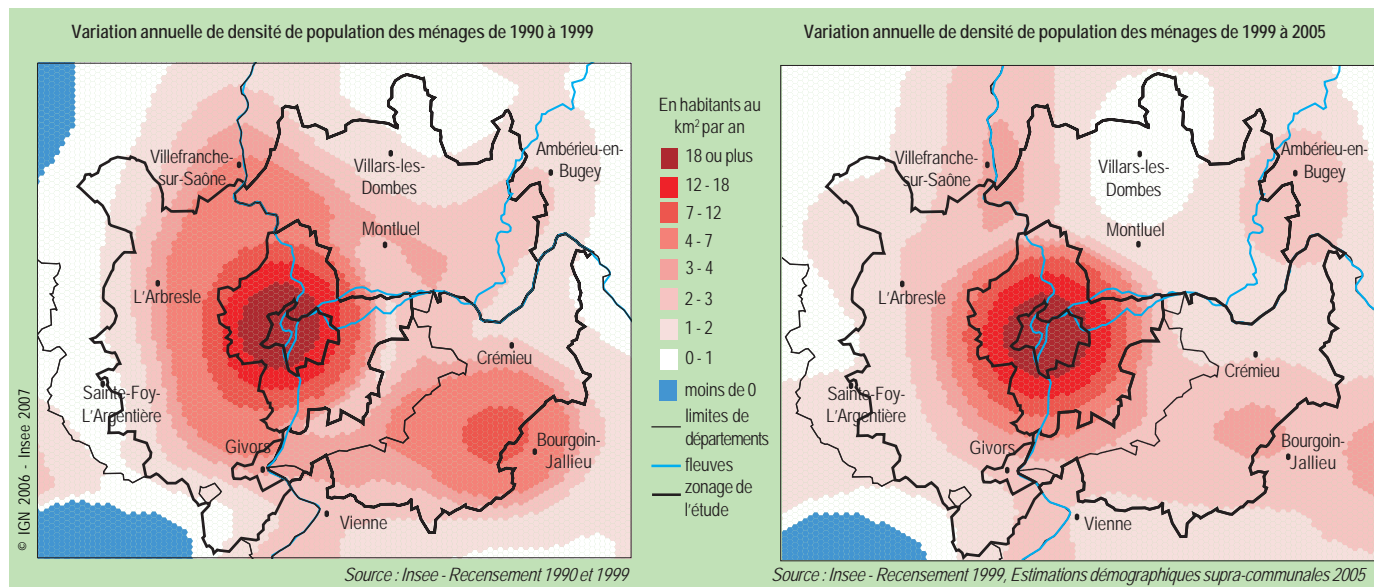 Variation annuelle de densité de population des ménages de 1990 à 1999
Villefranche-
sur-Saône
Villars-les-
Dombes
Ambérieu-en-
Bugey
Montluel
L'Arbresle
Crémieu
Sainte-Foy-
L'Argentière
Bourgoin-
Jallieu
Givors
Vienne
© IGN 2006 - Insee 2007
Source : Insee - Recensement 1990 et 1999
En habitants au
km² par an
18 ou plus
12 - 18
7 - 12
4 - 7
3 - 4
2 - 3
1 - 2
0 - 1
moins de 0
limites de
départements
fleuves
zonage de
l'étude
Variation annuelle de densité de population des ménages de 1999 à 2005
Villefranche-
sur-Saône
Villars-les-
Dombes
Ambérieu-en-
Bugey
Montluel
L'Arbresle
Crémieu
Sainte-Foy-
L'Argentière
Bourgoin-
Jallieu
Givors
Vienne
Source : Insee - Recensement 1999, Estimations démographiques supra-communales 2005